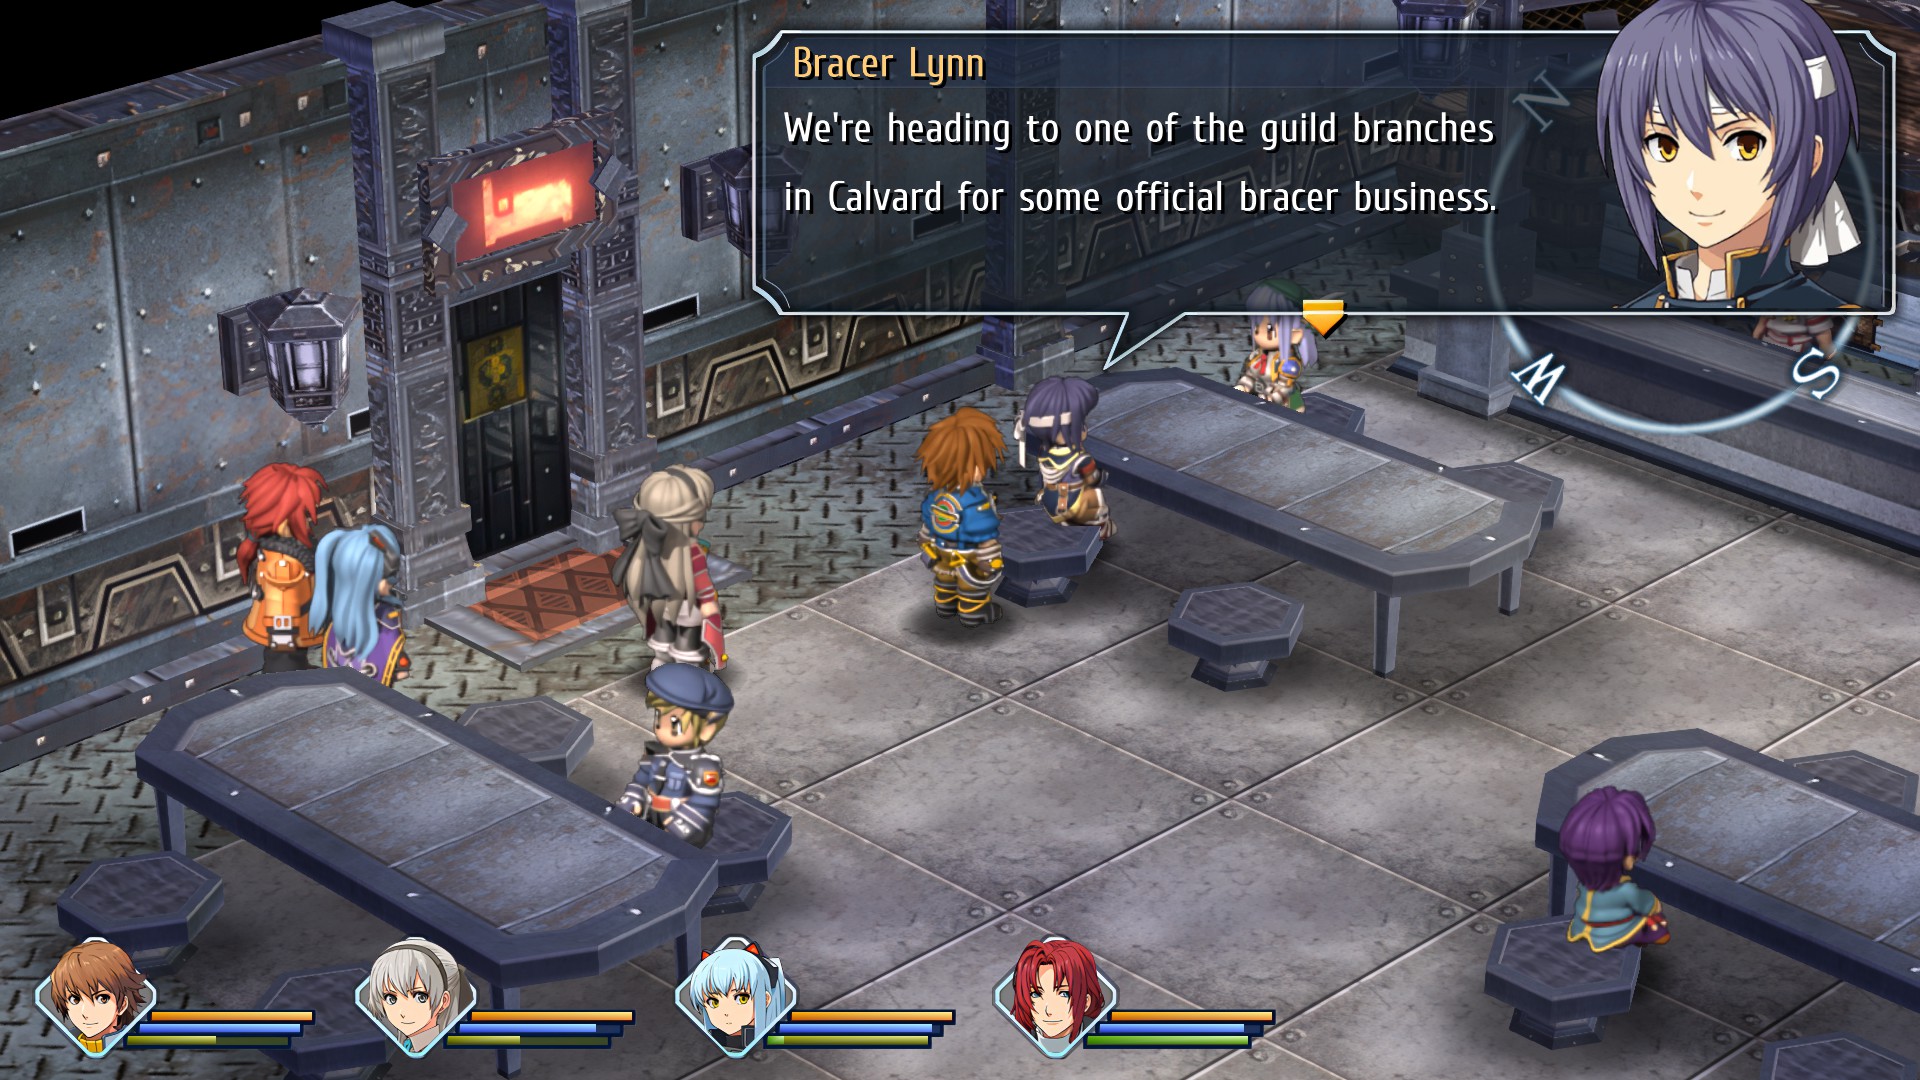 Bracer Lynn
We're heading to one of the guild branches
in Calvard for some official bracer business.
N
W
S